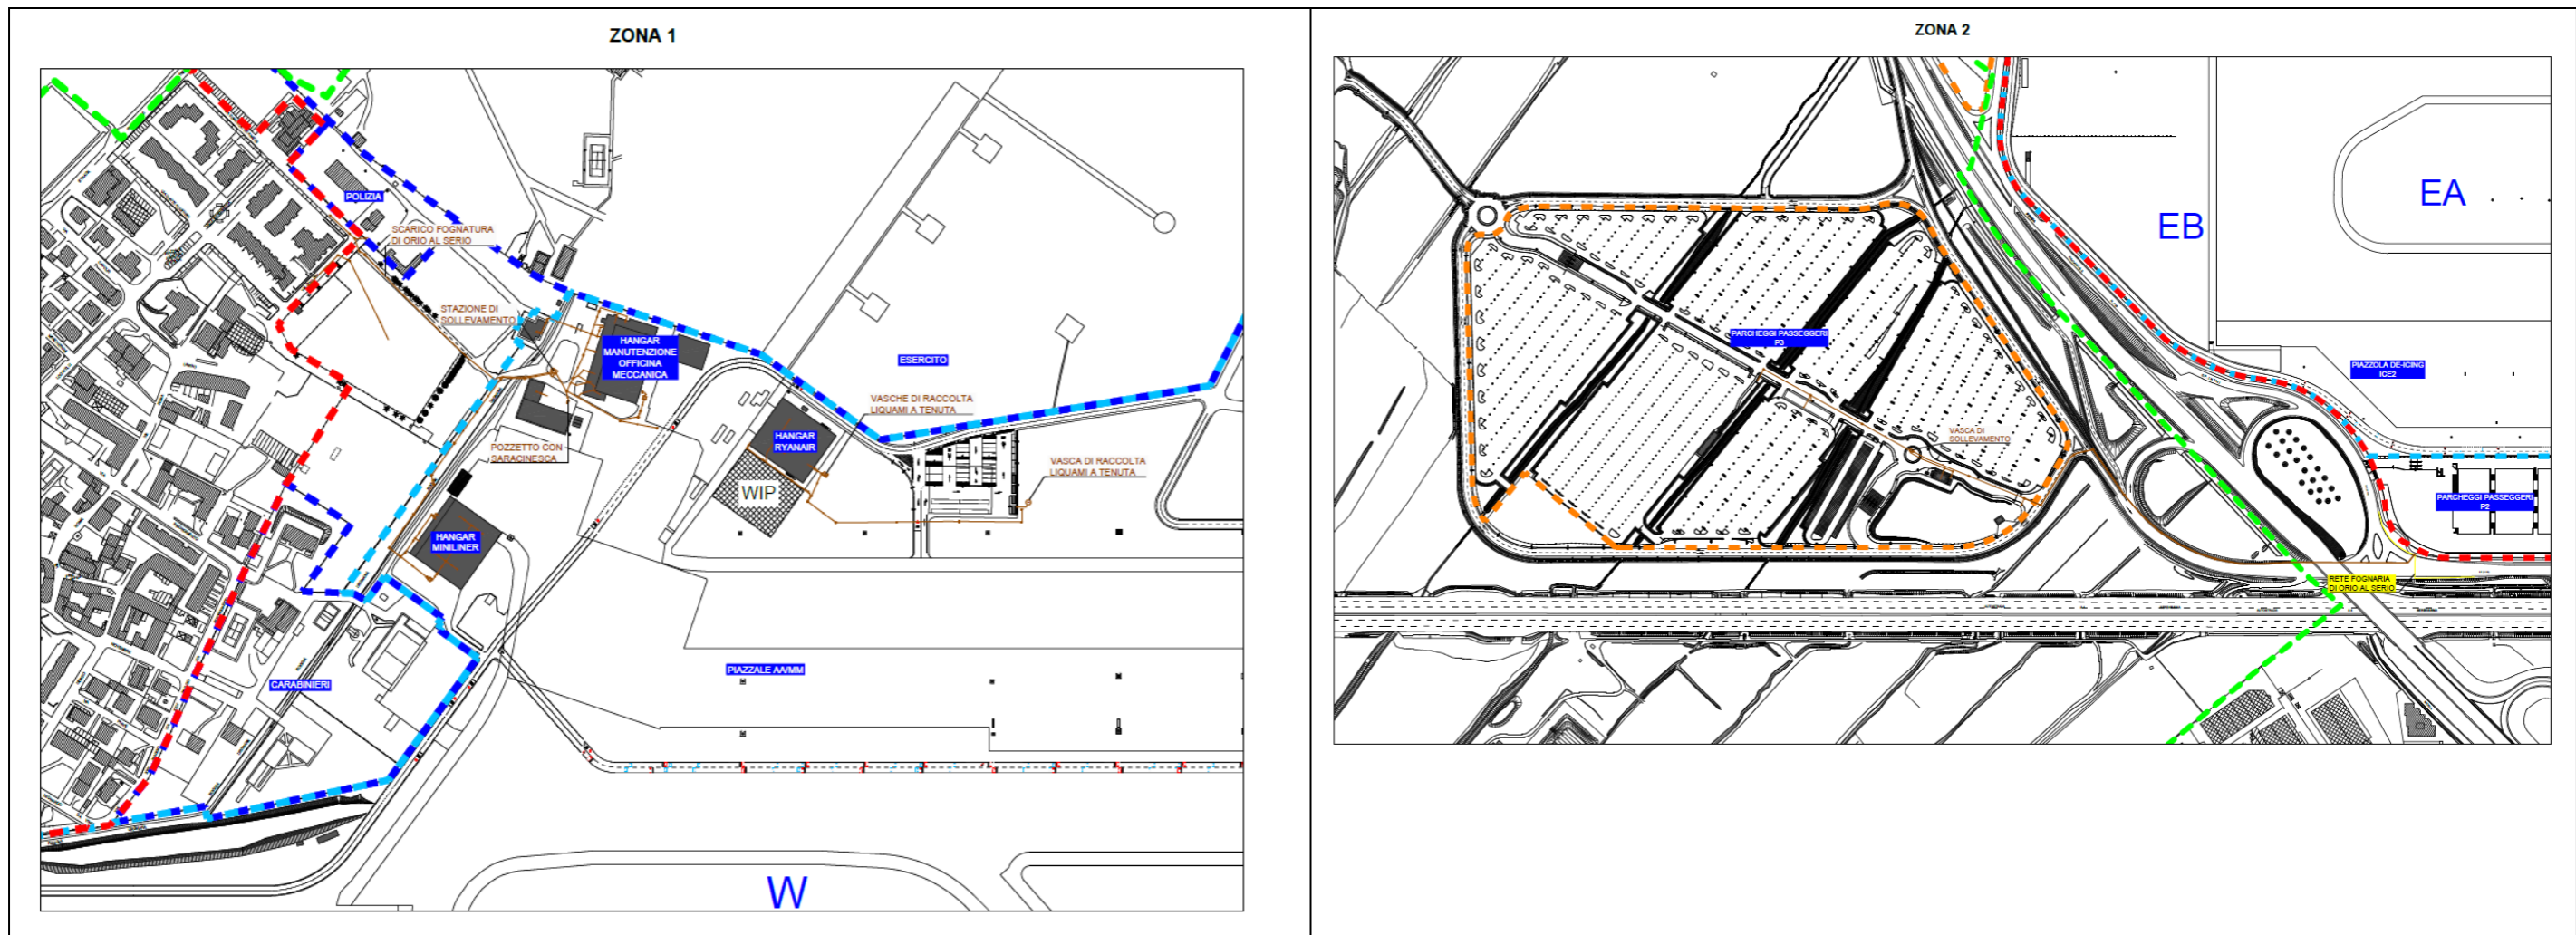 ZONA 1
POLIZIA
SCARICO FOGNATURA
DI ORIO AL SERIO
STAZIONE DI
SOLLEVAMENTO
HANGAR
MANUTENZIONE
OFFICINA
MECCANICA
ESERCITO
VASCHE DI RACCOLTA
LIQUAMI A TENUTA
HANGAR
RYANAIR
POZZETTO CON
SARACINESCA
VASCA DI RACCOLTA
LIQUAMI A TENUTA
WIP
HANGAR
MINILINER
PIAZZALE AA/MM
CARABINIERI
W
ZONA 2
EA
EB
PARCHEGGI PASSEGGERI
P3
PIAZZOLA DE-ICING
ICE2
VASCA DI
SOLLEVAMENTO
PARCHEGGI PASSEGGERI
P2
RETE FOGNARIA
DI ORIO AL SERIO